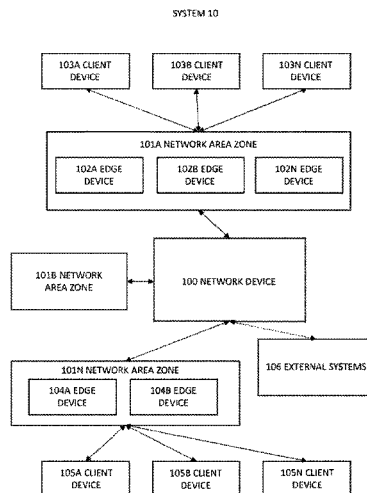 SYSTEM 10
103A CLIENT
DEVICE
103B CLIENT
DEVICE
103N CLIENT
DEVICE
101A NETWORK AREA ZONE
102A EDGE
DEVICE
102B EDGE
DEVICE
102N EDGE
DEVICE
101B NETWORK
AREA ZONE
100 NETWORK DEVICE
101N NETWORK AREA ZONE
104A EDGE
DEVICE
104B EDGE
DEVICE
106 EXTERNAL SYSTEMS
105A CLIENT
DEVICE
105B CLIENT
DEVICE
105N CLIENT
DEVICE